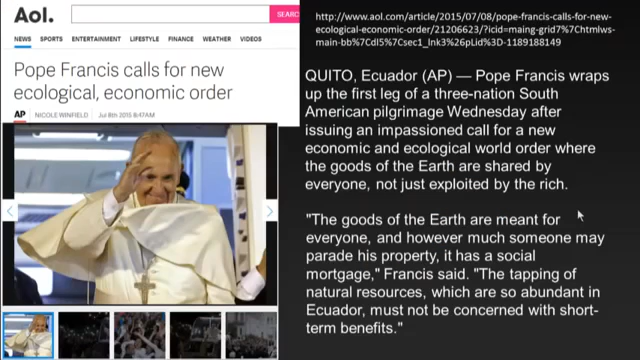 Aol.
SEARC
NEWS SPORTS ENTERTAINMENT LIFESTYLE FINANCE WEATHER VIDEOS
Pope Francis calls for new
ecological, economic order
AP NICOLE WINFIELD Jul 8th 2015 8:47AM
http://www.aol.com/article/2015/07/08/pope-francis-calls-for-new-
ecological-economic-order/21206623/?icid=maing-grid7%7Chtmlws-
main-bb%7Cdl5%7Csec1_lnk3%26pLid%3D-1189188149
QUITO, Ecuador (AP) — Pope Francis wraps
up the first leg of a three-nation South
American pilgrimage Wednesday after
issuing an impassioned call for a new
economic and ecological world order where
the goods of the Earth are shared by
everyone, not just exploited by the rich.
"The goods of the Earth are meant for
everyone, and however much someone may
parade his property, it has a social
mortgage," Francis said. "The tapping of
natural resources, which are so abundant in
Ecuador, must not be concerned with short-
term benefits."